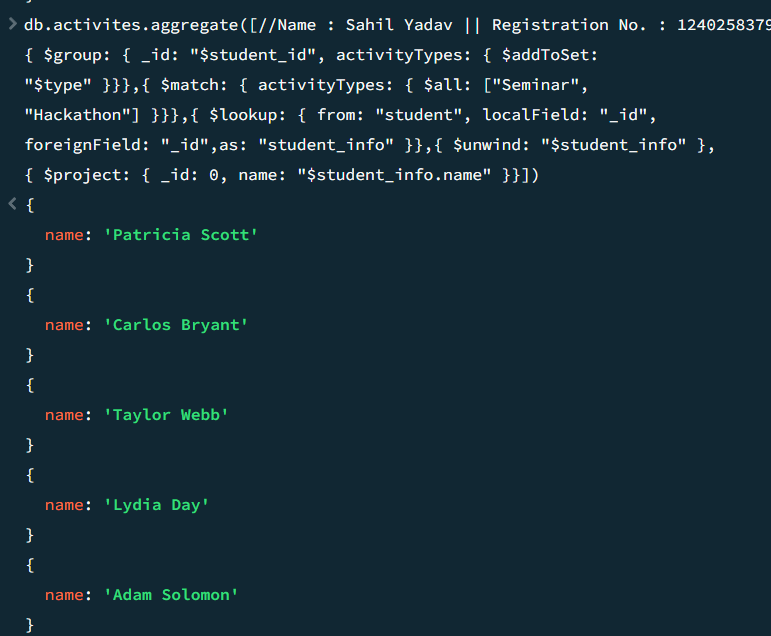 > db.activites.aggregate([//Name : Sahil Yadav || Registration No. : 1240258379
{ $group: { _id: "$student_id", activityTypes: { $addToSet:
"$type" }}},{ $match: { activityTypes: { $all: ["Seminar",
"Hackathon"] }}},{ $lookup: { from: "student", localField: "_id",
foreignField: "_id",as: "student_info" }},{ $unwind: "$student_info" },
{ $project: { _id: 0, name: "$student_info.name" }}])
< {
name: 'Patricia Scott'
}
{
name: 'Carlos Bryant'
}
{
name: 'Taylor Webb'
}
{
name: 'Lydia Day'
}
{
name: 'Adam Solomon'
}